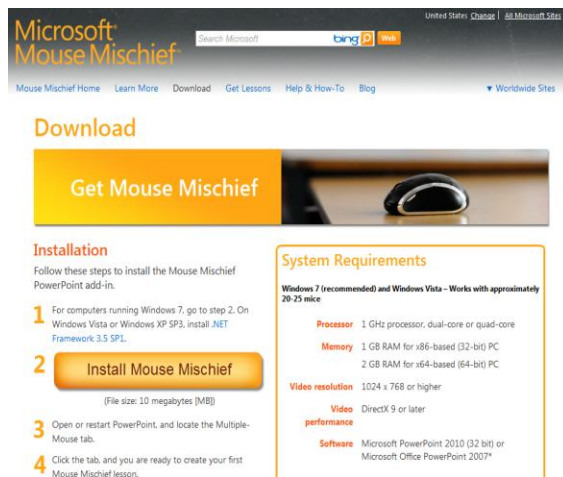 United States Change | All Microsoft Sites
Microsoft®
Mouse Mischief™
Search Microsoft
bing
Web
Mouse Mischief Home Learn More Download Get Lessons Help & How-To Blog
▼ Worldwide Sites
Download
Get Mouse Mischief
Installation
Follow these steps to install the Mouse Mischief
PowerPoint add-in.
1 For computers running Windows 7, go to step 2. On
Windows Vista or Windows XP SP3, install .NET
Framework 3.5 SP1.
2 Install Mouse Mischief
(File size: 10 megabytes [MB])
3 Open or restart PowerPoint, and locate the Multiple-
Mouse tab.
4 Click the tab, and you are ready to create your first
Mouse Mischief lesson.
System Requirements
Windows 7 (recommended) and Windows Vista – Works with approximately
20-25 mice
Processor 1 GHz processor, dual-core or quad-core
Memory 1 GB RAM for x86-based (32-bit) PC
2 GB RAM for x64-based (64-bit) PC
Video resolution 1024 x 768 or higher
Video DirectX 9 or later
performance
Software Microsoft PowerPoint 2010 (32 bit) or
Microsoft Office PowerPoint 2007*